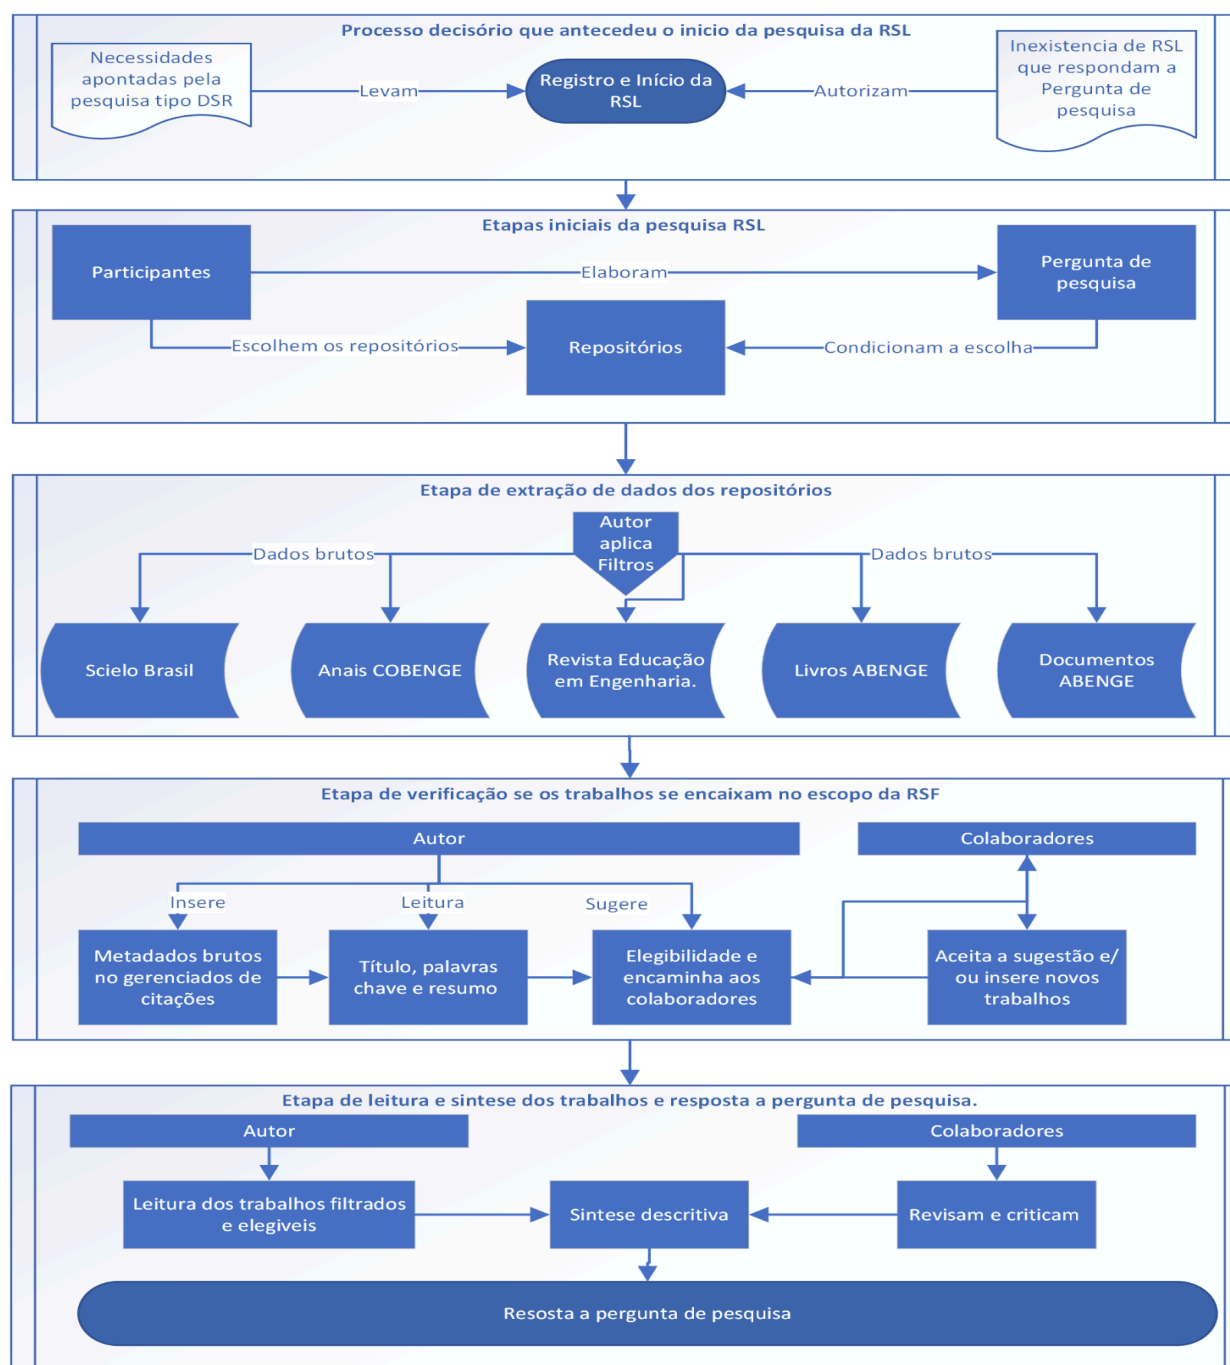 Processo decisório que antecedeu o inicio da pesquisa da RSL
Necessidades
apontadas pela
pesquisa tipo DSR
Levam
Registro e Início da
RSL
Autorizam
Inexistencia de RSL
que respondam a
Pergunta de
pesquisa
Etapas iniciais da pesquisa RSL
Participantes
Elaboram
Pergunta de
pesquisa
Escolhem os repositórios
Repositórios
Condicionam a escolha
Etapa de extração de dados dos repositórios
Autor
aplica
Filtros
Dados brutos
Dados brutos
Scielo Brasil
Anais COBENGE
Revista Educação
em Engenharia.
Livros ABENGE
Documentos
ABENGE
Etapa de verificação se os trabalhos se encaixam no escopo da RSF
Autor
Colaboradores
Insere
Leitura
Sugere
Metadados brutos
no gerenciados de
citações
Título, palavras
chave e resumo
Elegibilidade e
encaminha aos
colaboradores
Aceita a sugestão e/
ou insere novos
trabalhos
Etapa de leitura e sintese dos trabalhos e resposta a pergunta de pesquisa.
Autor
Colaboradores
Leitura dos trabalhos filtrados
e elegiveis
Sintese descritiva
Revisam e criticam
Resosta a pergunta de pesquisa